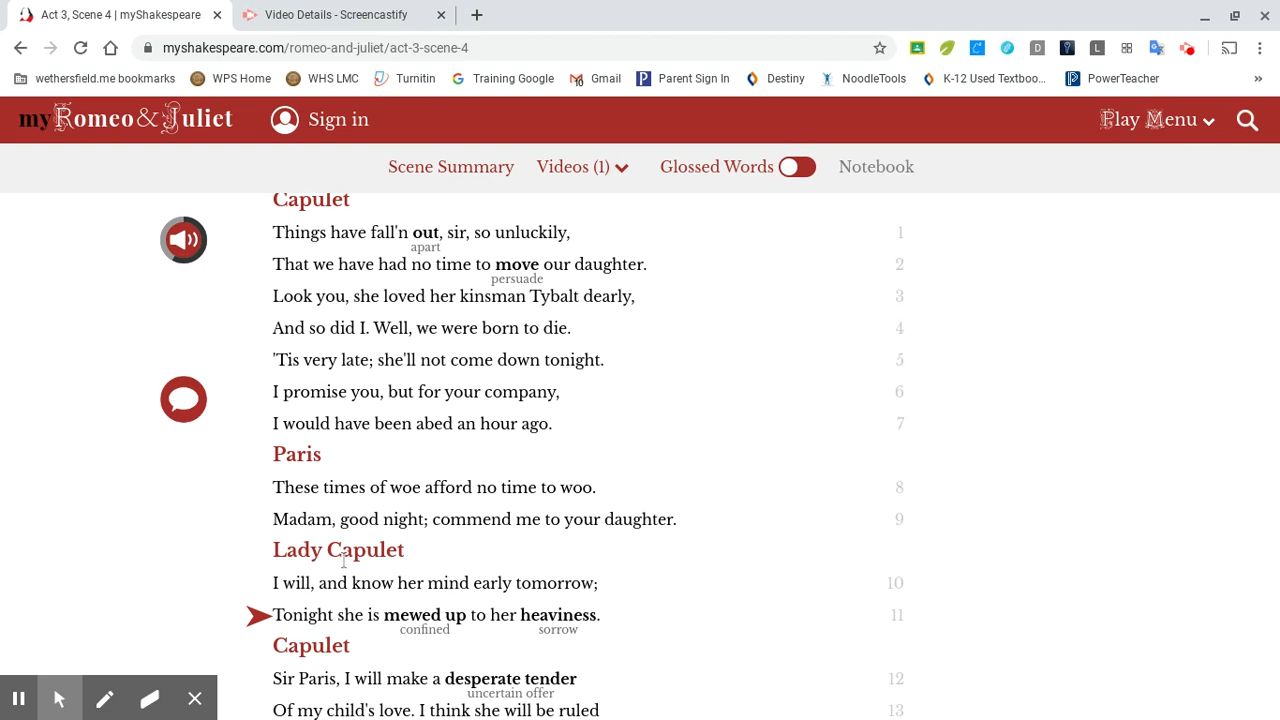 Act 3, Scene 4 | myShakespeare
Video Details - Screencastify
myshakespeare.com/romeo-and-juliet/act-3-scene-4
wethersfield.me bookmarks
WPS Home
WHS LMC
Turnitin
Training Google
Gmail
10
Parent Sign In
Destiny
NoodleTools
K-12 Used Textboo...
PowerTeacher
»
myRomeo&Juliet
Sign in
Play Menu
Scene Summary
Videos (1)
Glossed Words
Notebook
Capulet
Things have fall'n out, sir, so unluckily, 1
apart
That we have had no time to move our daughter. 2
persuade
Look you, she loved her kinsman Tybalt dearly, 3
And so did I. Well, we were born to die. 4
'Tis very late; she'll not come down tonight. 5
I promise you, but for your company, 6
I would have been abed an hour ago. 7
Paris
These times of woe afford no time to woo. 8
Madam, good night; commend me to your daughter. 9
Lady Capulet
I will, and know her mind early tomorrow; 10
Tonight she is mewed up to her heaviness. 11
confined sorrow
Capulet
Sir Paris, I will make a desperate tender 12
uncertain offer
Of my child's love. I think she will be ruled 13